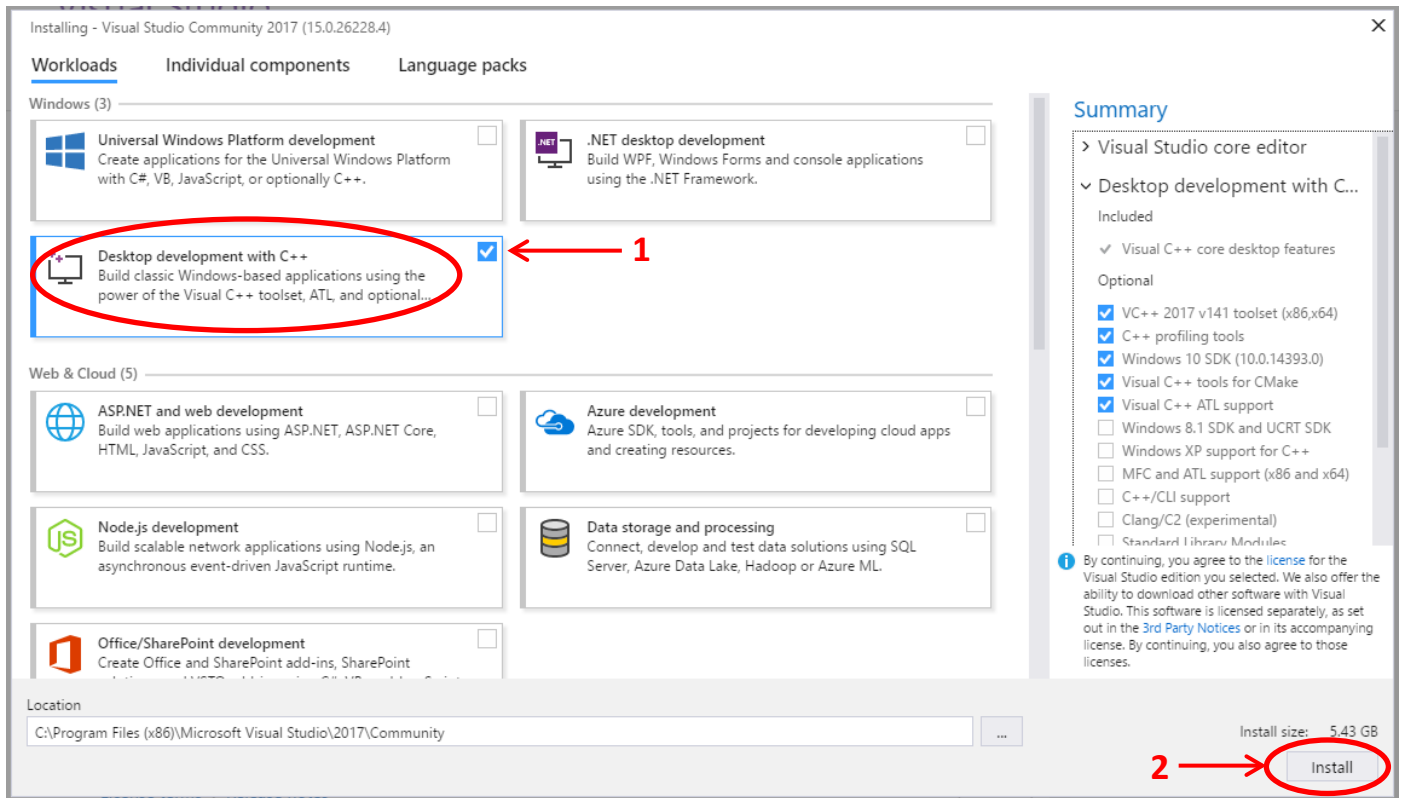 Visual Studio
Installing - Visual Studio Community 2017 (15.0.26228.4)
Workloads
Individual components
Language packs
Windows (3)
Universal Windows Platform development
Create applications for the Universal Windows Platform
with C#, VB, JavaScript, or optionally C++.
.NET
.NET desktop development
Build WPF, Windows Forms and console applications
using the .NET Framework.
Desktop development with C++
Build classic Windows-based applications using the
power of the Visual C++ toolset, ATL, and optional...
1
Web & Cloud (5)
ASP.NET and web development
Build web applications using ASP.NET, ASP.NET Core,
HTML, JavaScript, and CSS.
Azure development
Azure SDK, tools, and projects for developing cloud apps
and creating resources.
JS
Node.js development
Build scalable network applications using Node.js, an
asynchronous event-driven JavaScript runtime.
Data storage and processing
Connect, develop and test data solutions using SQL
Server, Azure Data Lake, Hadoop or Azure ML.
Office/SharePoint development
Create Office and SharePoint add-ins, SharePoint
Summary
Visual Studio core editor
Desktop development with C...
Included
Visual C++ core desktop features
Optional
VC++ 2017 v141 toolset (x86,x64)
C++ profiling tools
Windows 10 SDK (10.0.14393.0)
Visual C++ tools for CMake
Visual C++ ATL support
Windows 8.1 SDK and UCRT SDK
Windows XP support for C++
MFC and ATL support (x86 and x64)
C++/CLI support
Clang/C2 (experimental)
Standard Library Modules
By continuing, you agree to the license for the
Visual Studio edition you selected. We also offer the
ability to download other software with Visual
Studio. This software is licensed separately, as set
out in the 3rd Party Notices or in its accompanying
license. By continuing, you also agree to those
licenses.
Location
C:\Program Files (x86)\Microsoft Visual Studio\2017\Community
...
Install size: 5.43 GB
2
Install